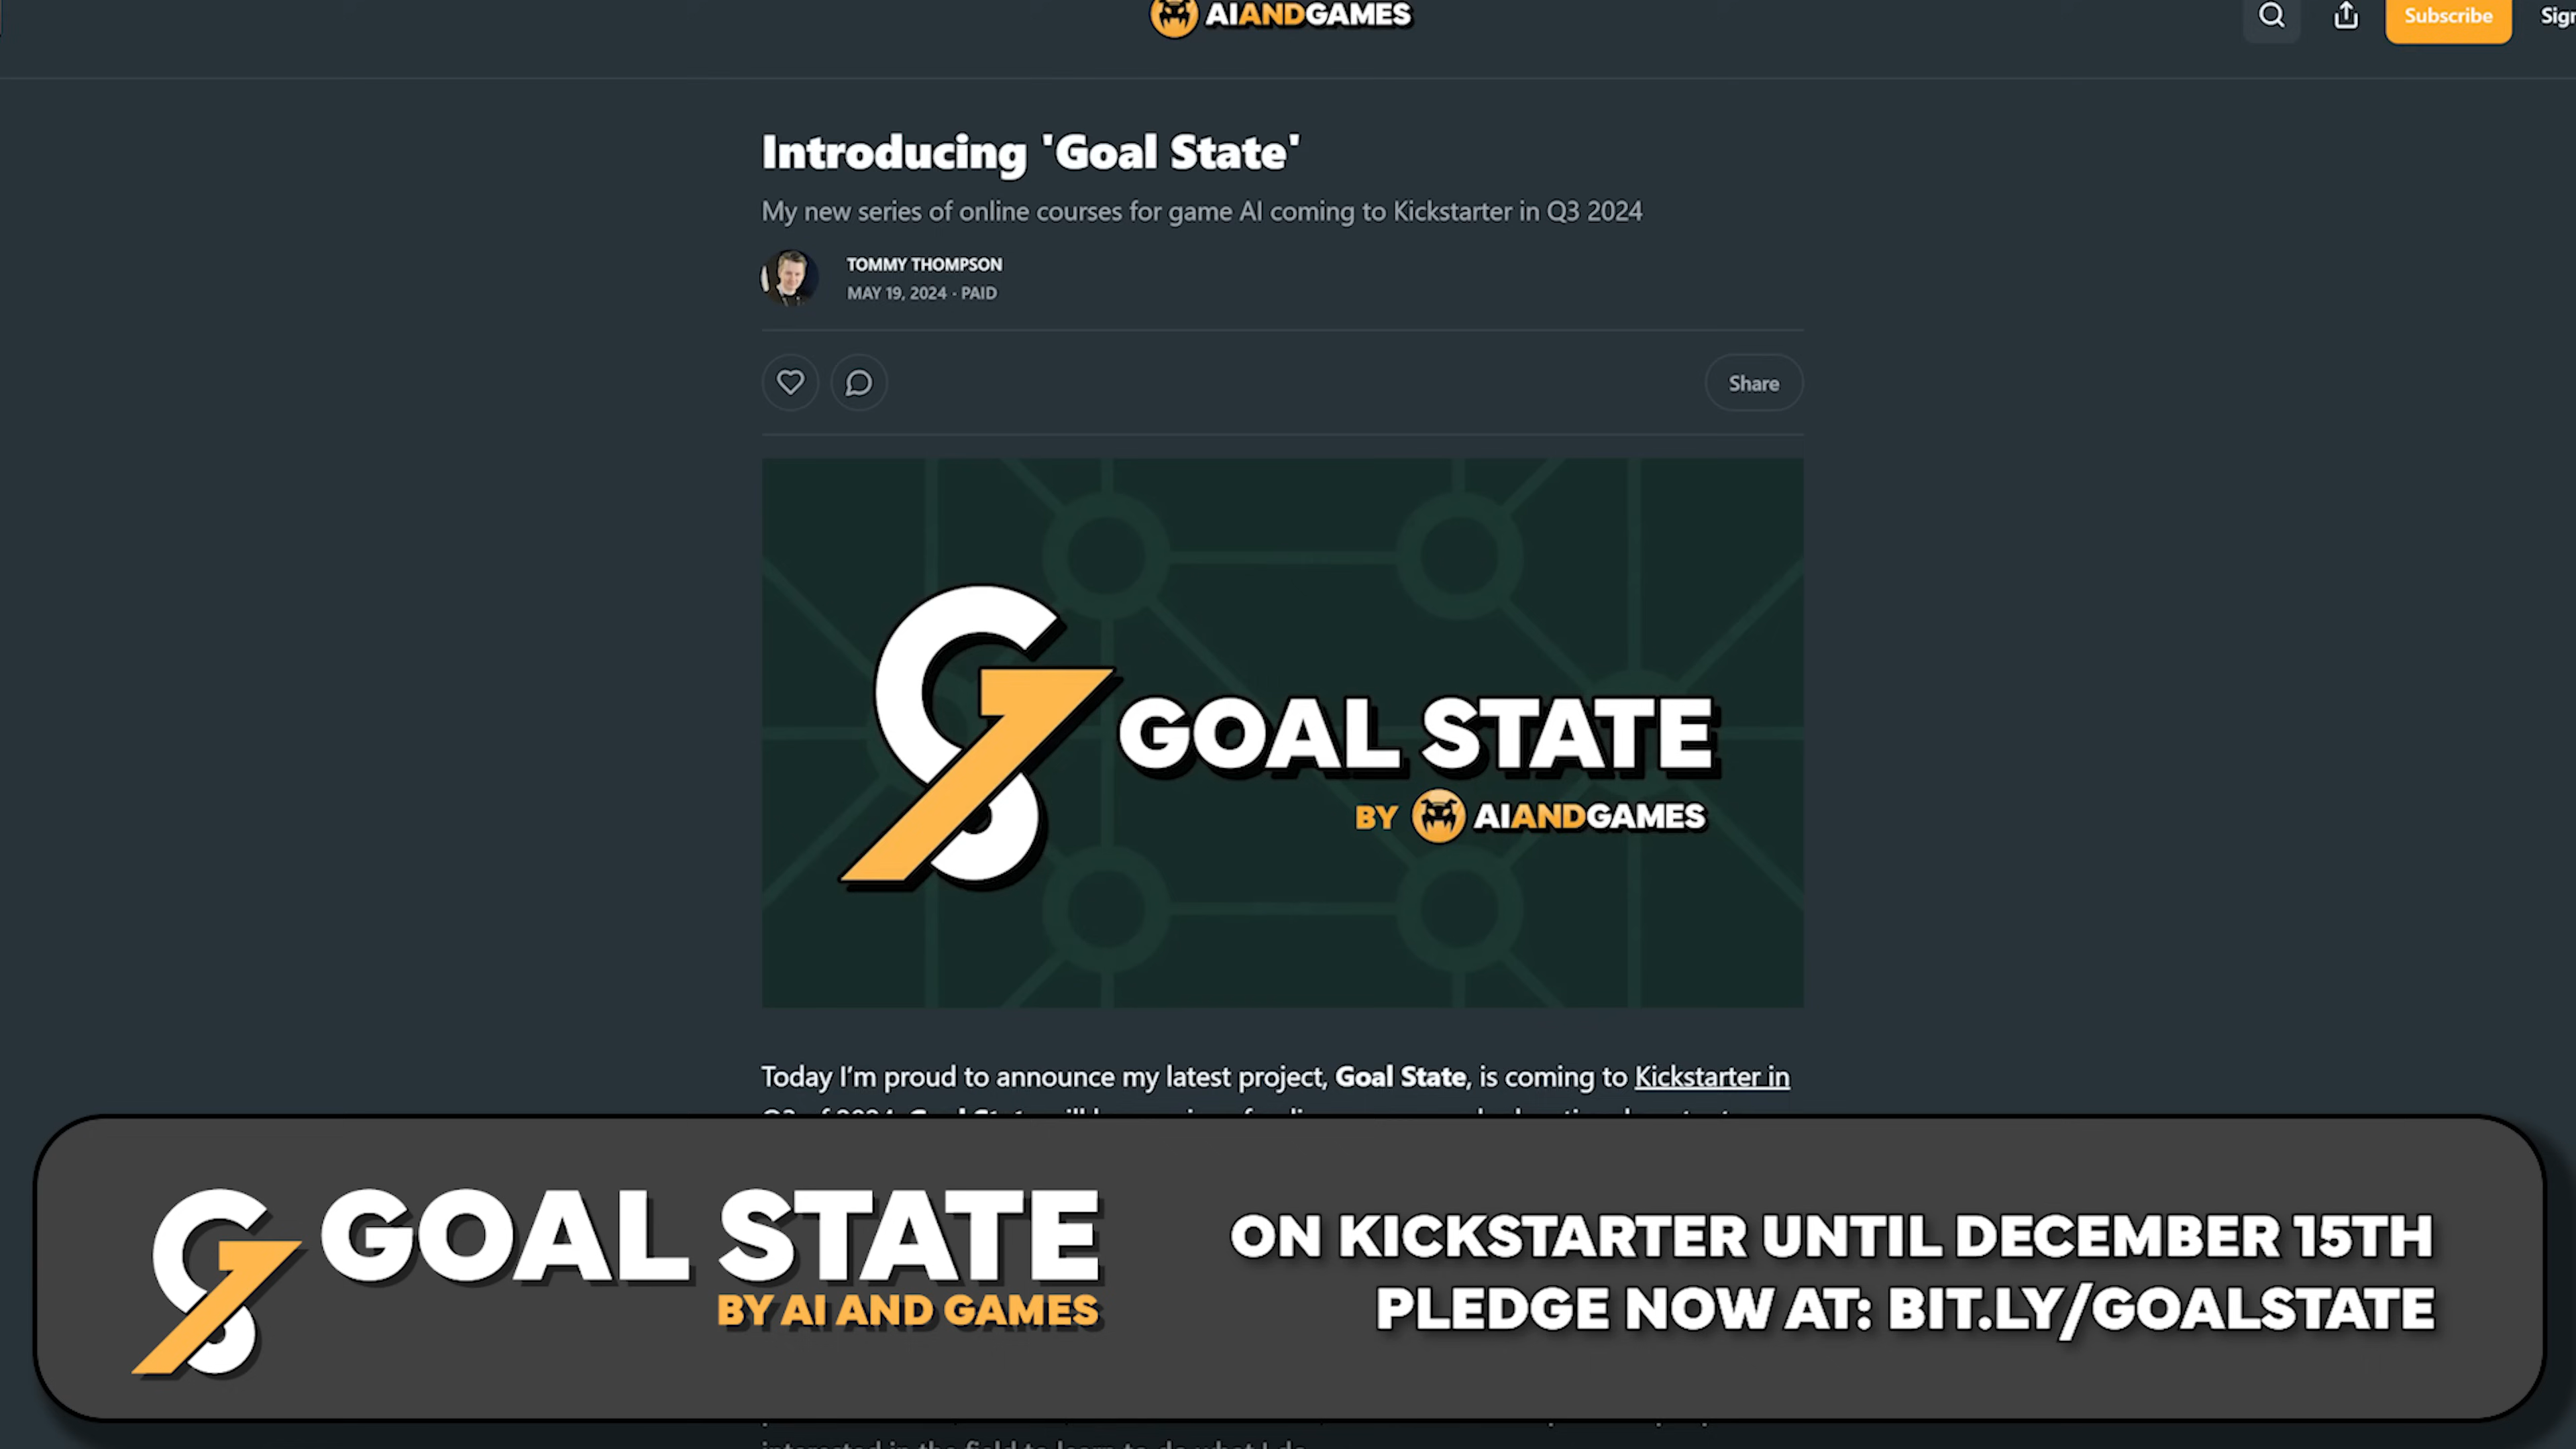 AIANDGAMES
Subscribe
Introducing 'Goal State'
My new series of online courses for game AI coming to Kickstarter in Q3 2024
TOMMY THOMPSON
MAY 19, 2024 · PAID
Share
GOAL STATE
BY AIANDGAMES
Today I'm proud to announce my latest project, Goal State, is coming to Kickstarter in
GOAL STATE
BY AI AND GAMES
ON KICKSTARTER UNTIL DECEMBER 15TH
PLEDGE NOW AT: BIT.LY/GOALSTATE